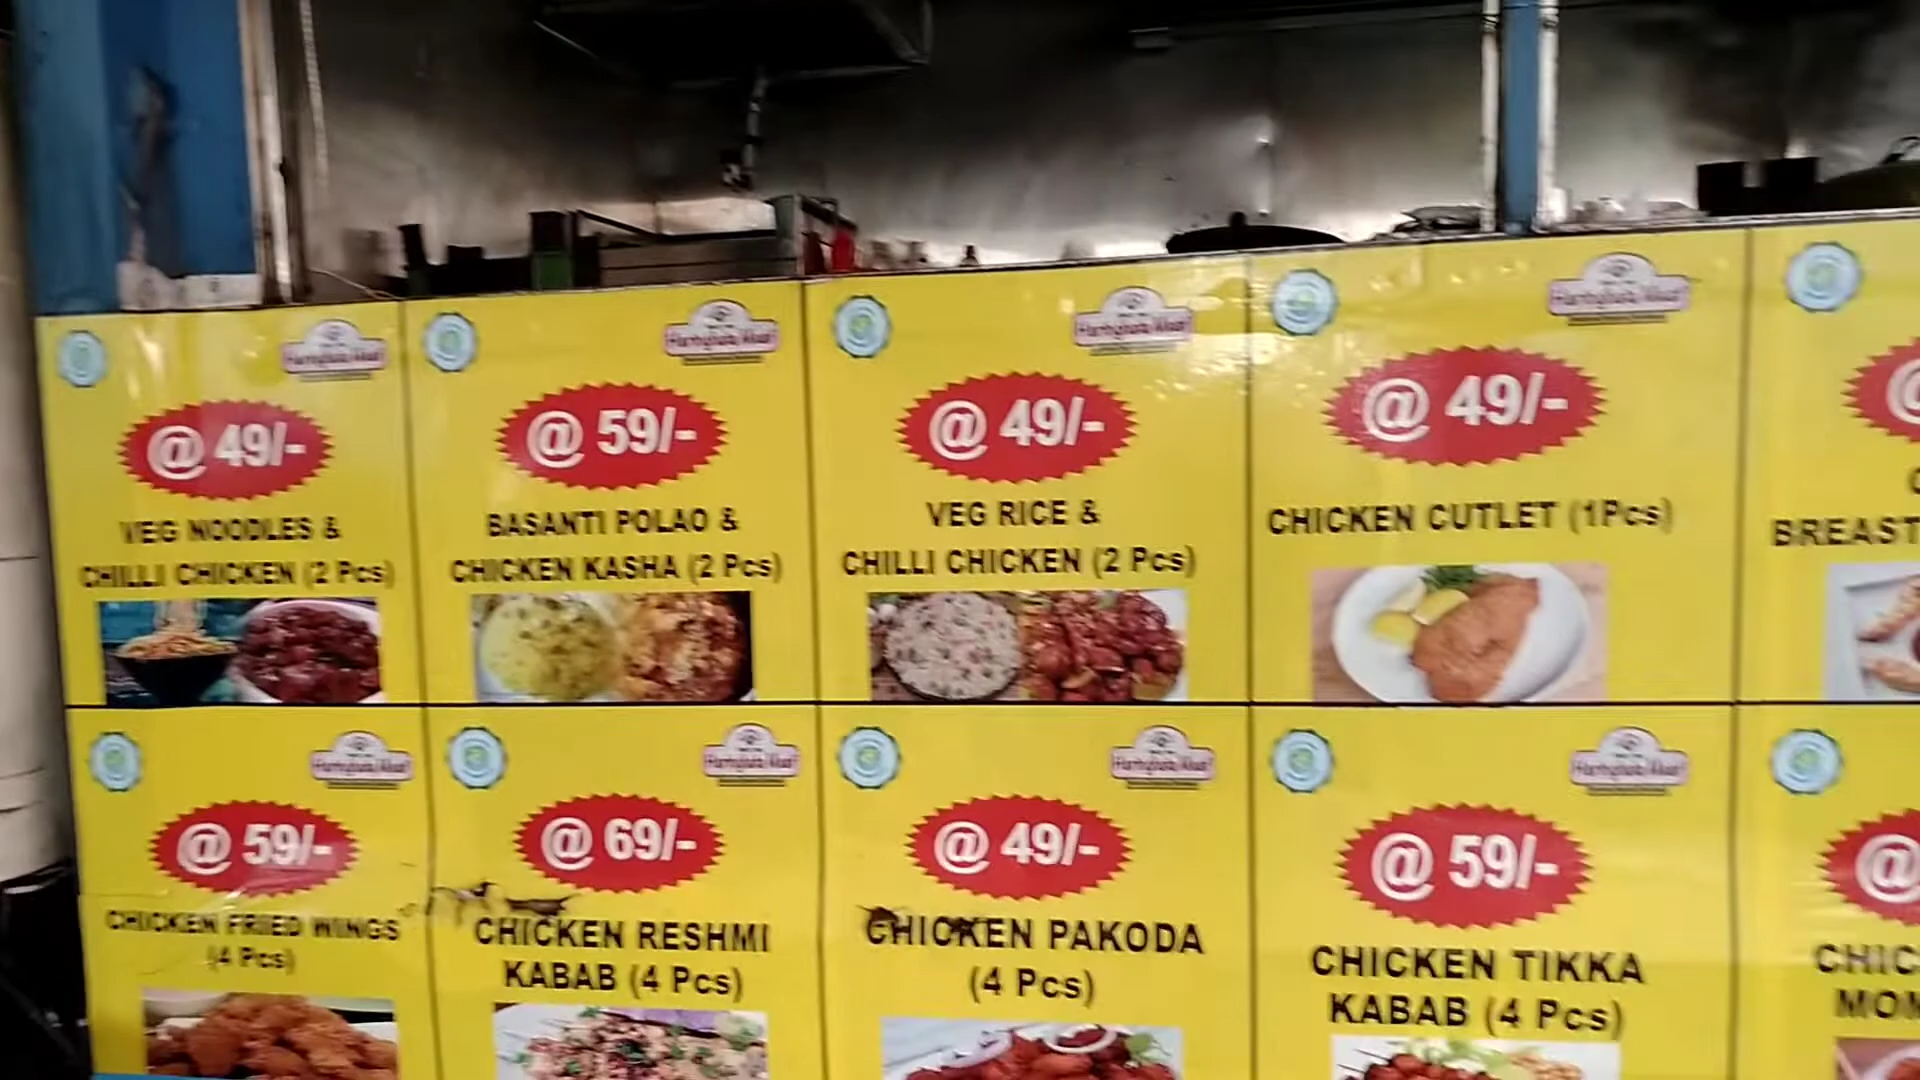 @ 49/-
VEG NOODLES &
CHILLI CHICKEN (2 Pcs)
@ 59/-
BASANTI POLAO &
CHICKEN KASHA (2 Pcs)
@ 49/-
VEG RICE &
CHILLI CHICKEN (2 Pcs)
@ 49/-
CHICKEN CUTLET (1Pcs)
BREAST
@ 59/-
CHICKEN FRIED WINGS
(4 Pcs)
@ 69/-
CHICKEN RESHMI
KABAB (4 Pcs)
@ 49/-
CHICKEN PAKODA
(4 Pcs)
@ 59/-
CHICKEN TIKKA
KABAB (4 Pcs)
@
CHIC
MOM